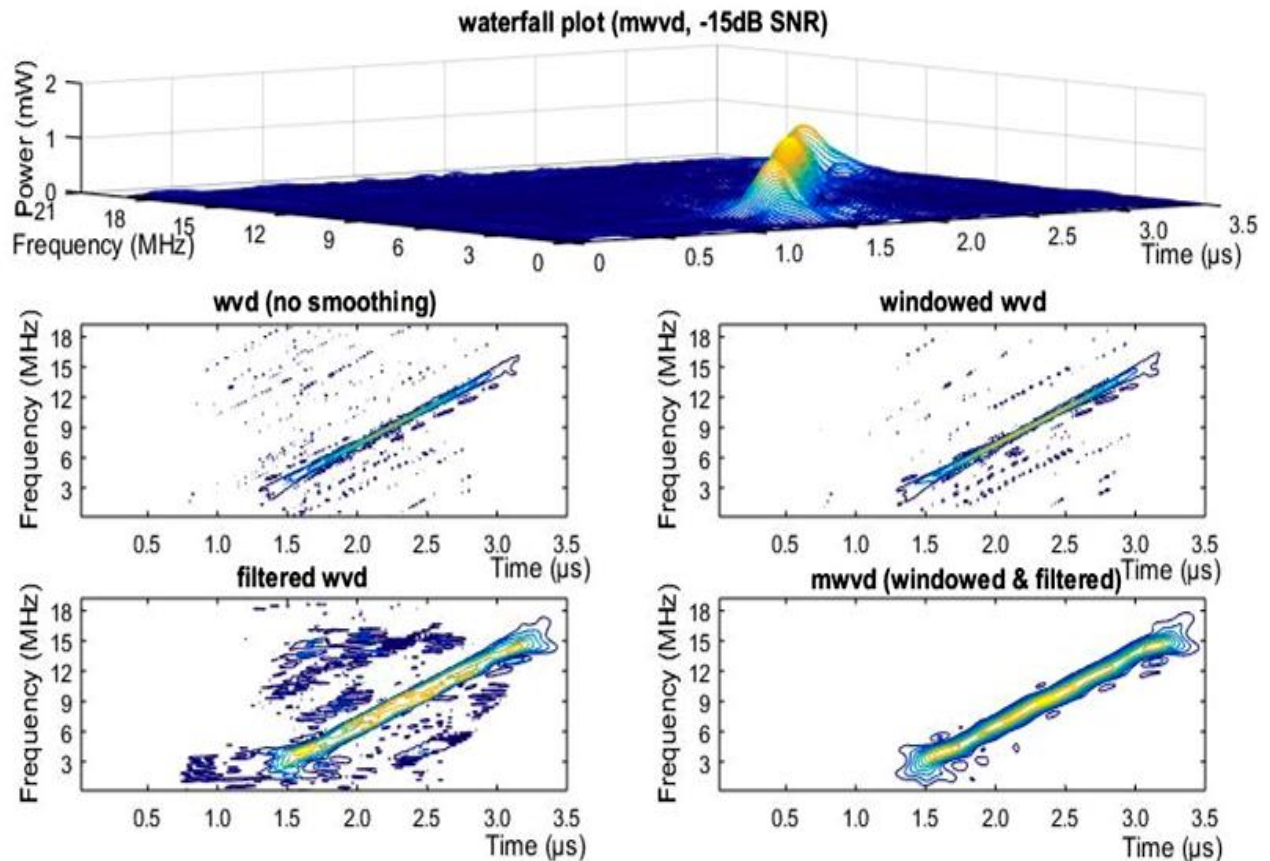 waterfall plot (mwvd, -15dB SNR)
Power (mW)
2
1
0
21 18 15 12 9 6 3 0
Frequency (MHz)
0 0.5 1.0 1.5 2.0 2.5 3.0 3.5
Time (µs)
wvd (no smoothing)
Frequency (MHz)
18
15
12
9
6
3
0.5 1.0 1.5 2.0 2.5 3.0 3.5
Time (µs)
windowed wvd
Frequency (MHz)
18
15
12
9
6
3
0.5 1.0 1.5 2.0 2.5 3.0 3.5
Time (µs)
filtered wvd
Frequency (MHz)
18
15
12
9
6
3
0.5 1.0 1.5 2.0 2.5 3.0 3.5
Time (µs)
mwvd (windowed & filtered)
Frequency (MHz)
18
15
12
9
6
3
0.5 1.0 1.5 2.0 2.5 3.0 3.5
Time (µs)